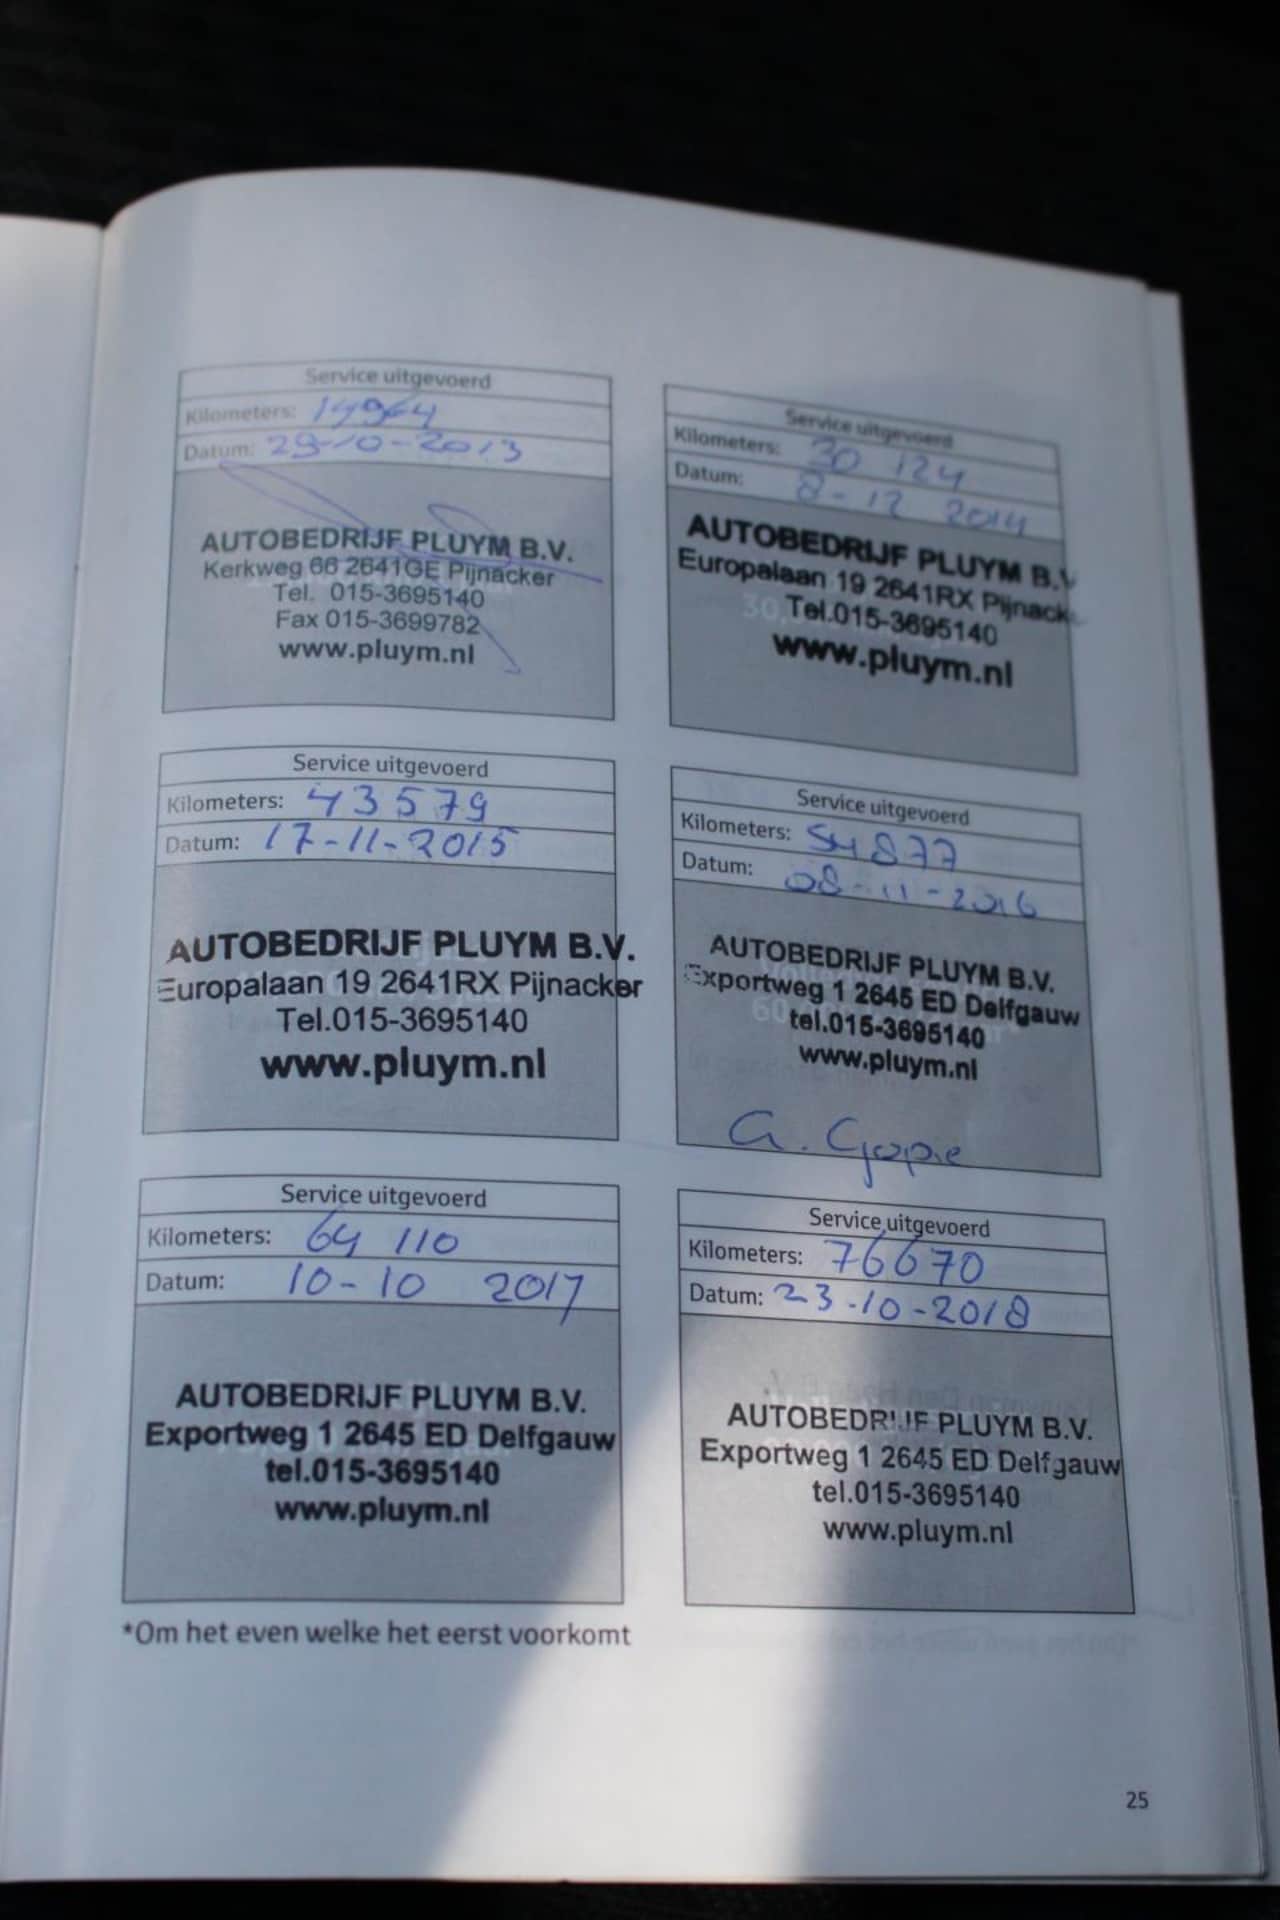 Service uitgevoerd
Kilometers: 14964
Datum: 29-10-2013
AUTOBEDRIJF PLUYM B.V.
Kerkweg 66 2641GE Pijnacker
Tel. 015-3695140
Fax 015-3699782
www.pluym.nl
Service uitgevoerd
Kilometers: 30 124
Datum: 8-12 2014
AUTOBEDRIJF PLUYM B.V
Europalaan 19 2641RX Pijnack
Tel.015-3695140
www.pluym.nl
Service uitgevoerd
Kilometers: 43579
Datum: 17-11-2015
AUTOBEDRIJF PLUYM B.V.
Europalaan 19 2641RX Pijnacker
Tel.015-3695140
www.pluym.nl
Service uitgevoerd
Kilometers: 54877
Datum: 08-11-2016
AUTOBEDRIJF PLUYM B.V.
Exportweg 1 2645 ED Delfgauw
tel.015-3695140
www.pluym.nl
G. Gopie
Service uitgevoerd
Kilometers: 64 110
Datum: 10-10 2017
AUTOBEDRIJF PLUYM B.V.
Exportweg 1 2645 ED Delfgauw
tel.015-3695140
www.pluym.nl
Service uitgevoerd
Kilometers: 76670
Datum: 23-10-2018
AUTOBEDRIJF PLUYM B.V.
Exportweg 1 2645 ED Delfgauw
tel.015-3695140
www.pluym.nl
*Om het even welke het eerst voorkomt
25